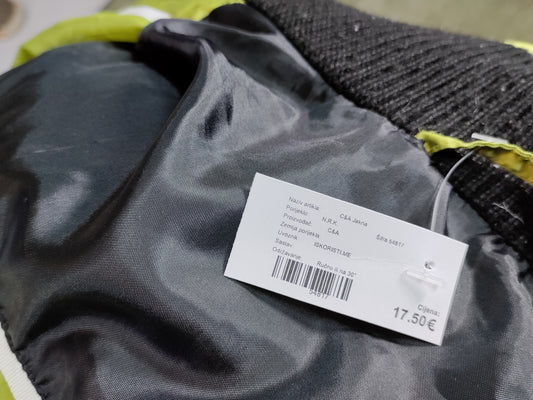 Naziv artikla: C&A Jakna
Porijeklo: N.R.K. Šifra 54817
Proizvođač: C&A
Zemlja porijekla:
Uvoznik: ISKORISTI.ME
Sastav:
Održavanje: Ručno ili na 30°
54817
Cijena:
17.50€